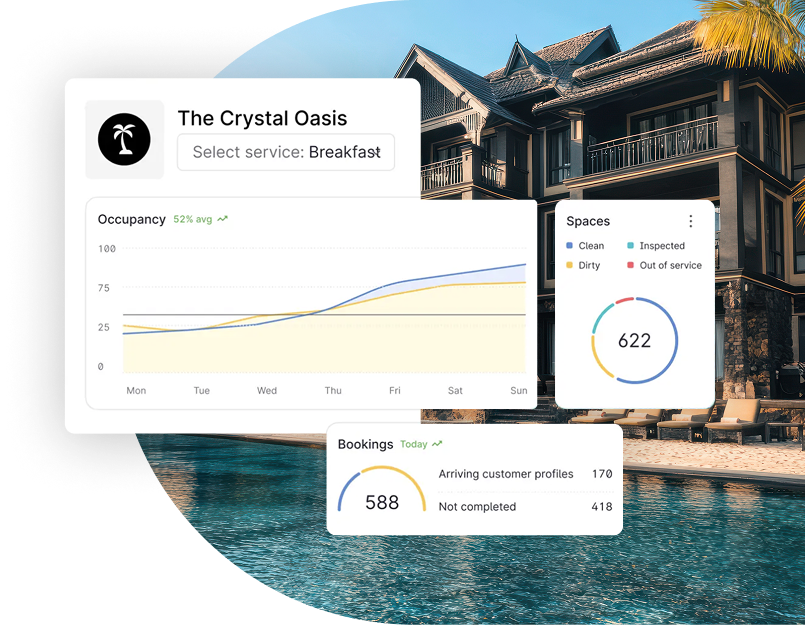 The Crystal Oasis
Select service: Breakfast
Occupancy 52% avg
100
75
25
0
Mon Tue Wed Thu Fri Sat Sun
Spaces
Clean Inspected
Dirty Out of service
622
Bookings Today
588
Arriving customer profiles 170
Not completed 418